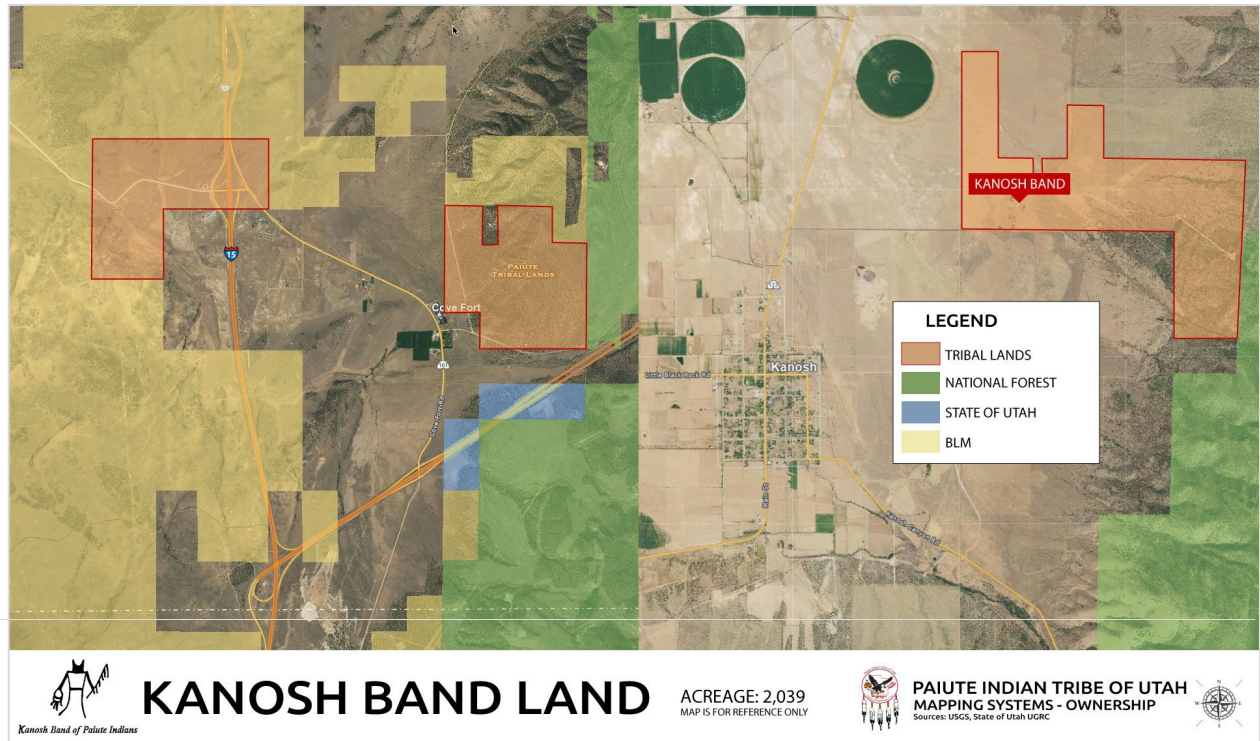 15
PAIUTE
TRIBAL LANDS
Cove Fort
161
Cove Fort Rd
KANOSH BAND
Little Black Rock Rd
Kanosh
Main St
Kanosh Canyon Rd
LEGEND
TRIBAL LANDS
NATIONAL FOREST
STATE OF UTAH
BLM
Kanosh Band of Paiute Indians
KANOSH BAND LAND
ACREAGE: 2,039
MAP IS FOR REFERENCE ONLY
PAIUTE INDIAN TRIBE OF UTAH
MAPPING SYSTEMS - OWNERSHIP
Sources: USGS, State of Utah UGRC
N
W
E
S